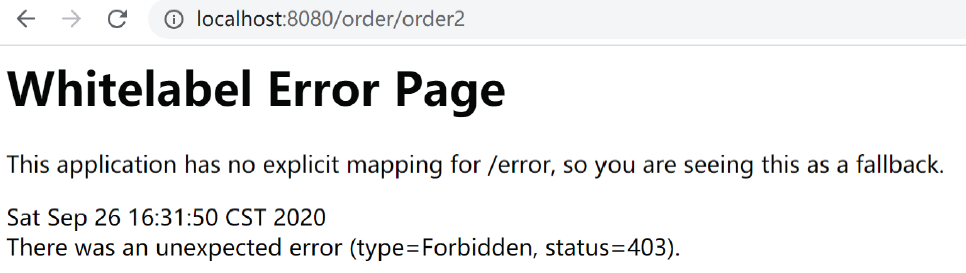 localhost:8080/order/order2
Whitelabel Error Page
This application has no explicit mapping for /error, so you are seeing this as a fallback.
Sat Sep 26 16:31:50 CST 2020
There was an unexpected error (type=Forbidden, status=403).